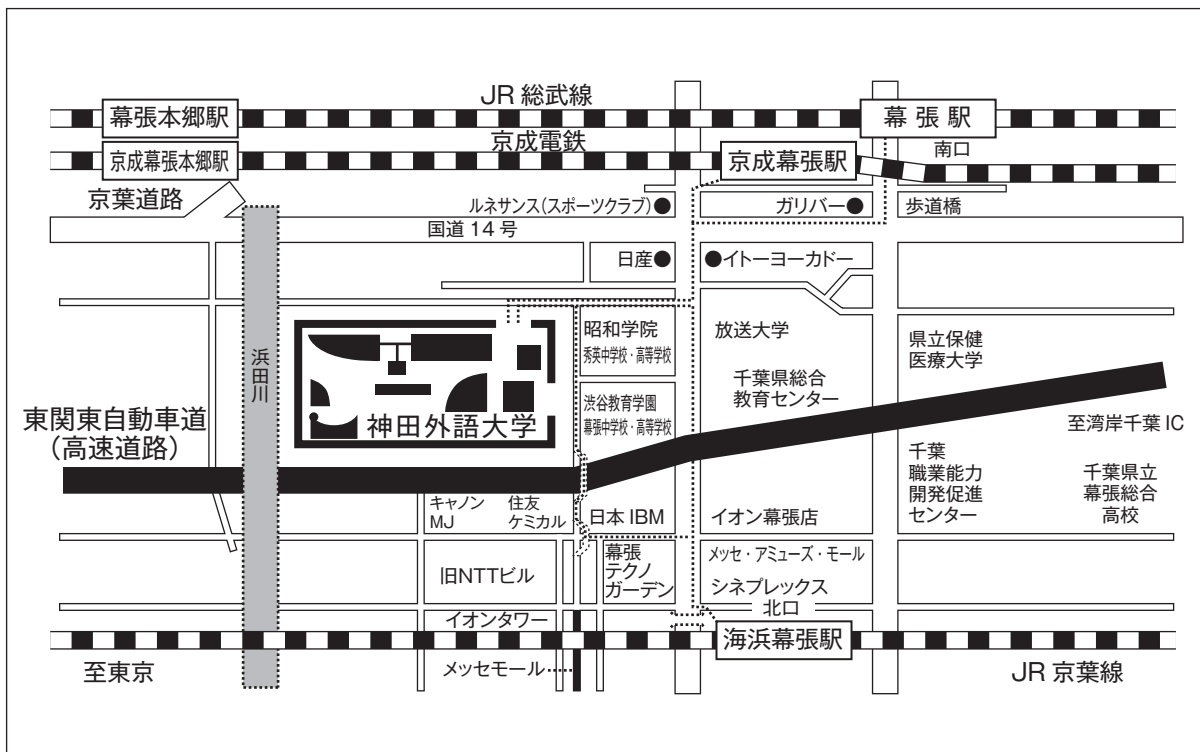 JR 総武線
幕張本郷駅
幕 張 駅
京成電鉄
南口
京成幕張本郷駅
京成幕張駅
京葉道路
ルネサンス(スポーツクラブ)●
ガリバー●
歩道橋
国道 14 号
日産●
●イトーヨーカドー
昭和学院
秀英中学校・高等学校
放送大学
県立保健
医療大学
浜田川
千葉県総合
教育センター
渋谷教育学園
幕張中学校・高等学校
神田外語大学
東関東自動車道
(高速道路)
至湾岸千葉 IC
千葉
職業能力
開発促進
センター
千葉県立
幕張総合
高校
キャノン
MJ
住友
ケミカル
日本 IBM
イオン幕張店
幕張
テクノ
ガーデン
メッセ・アミューズ・モール
旧NTTビル
シネプレックス
北口
イオンタワー
海浜幕張駅
至東京
メッセモール
JR 京葉線